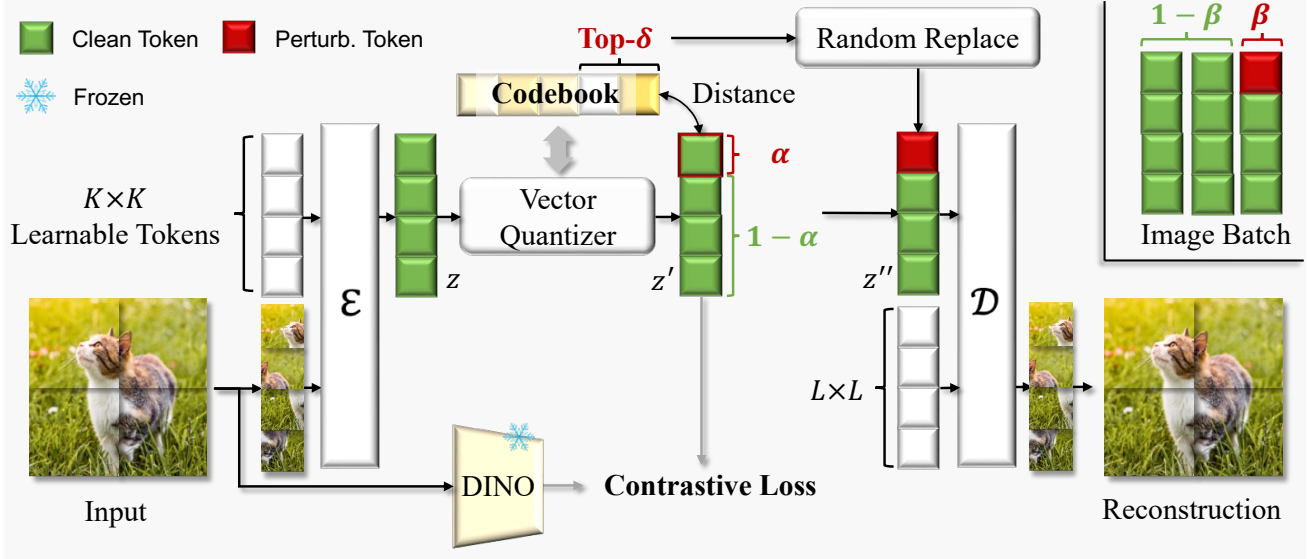 Clean Token
Perturb. Token
Frozen
Top-δ
Random Replace
1 − β
β
Codebook
Distance
α
K×K
Learnable Tokens
Vector
Quantizer
1 − α
z
z′
z′′
Image Batch
ℰ
𝒟
L×L
DINO
Contrastive Loss
Input
Reconstruction